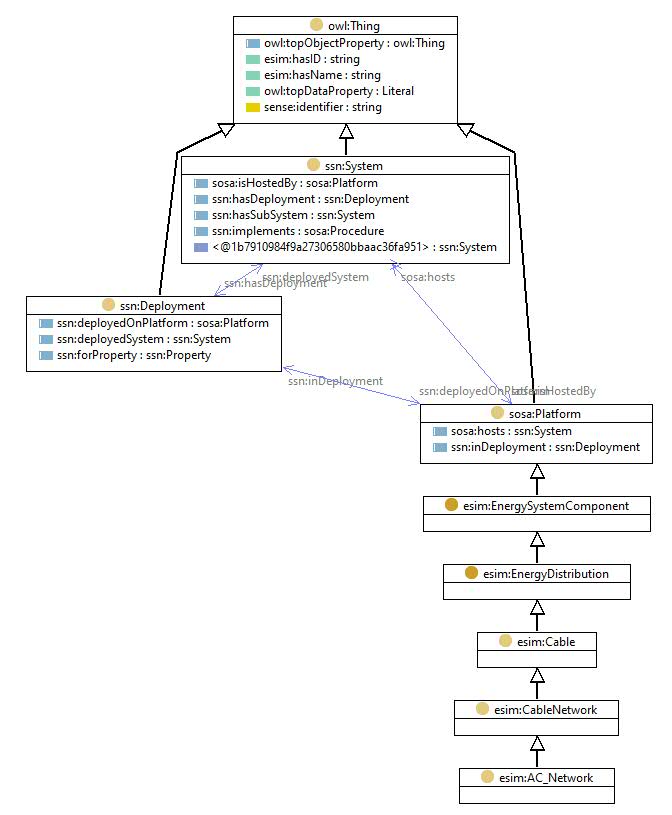 owl:Thing
owl:topObjectProperty : owl:Thing
esim:hasID : string
esim:hasName : string
owl:topDataProperty : Literal
sense:identifier : string
ssn:System
sosa:isHostedBy : sosa:Platform
ssn:hasDeployment : ssn:Deployment
ssn:hasSubSystem : ssn:System
ssn:implements : sosa:Procedure
<@1b7910984f9a27306580bbaac36fa951> : ssn:System
ssn:deployedSystem
sosa:hosts
ssn:hasDeployment
ssn:Deployment
ssn:deployedOnPlatform : sosa:Platform
ssn:deployedSystem : ssn:System
ssn:forProperty : ssn:Property
ssn:inDeployment
ssn:deployedOnPlatform
sosa:isHostedBy
sosa:Platform
sosa:hosts : ssn:System
ssn:inDeployment : ssn:Deployment
esim:EnergySystemComponent
esim:EnergyDistribution
esim:Cable
esim:CableNetwork
esim:AC_Network